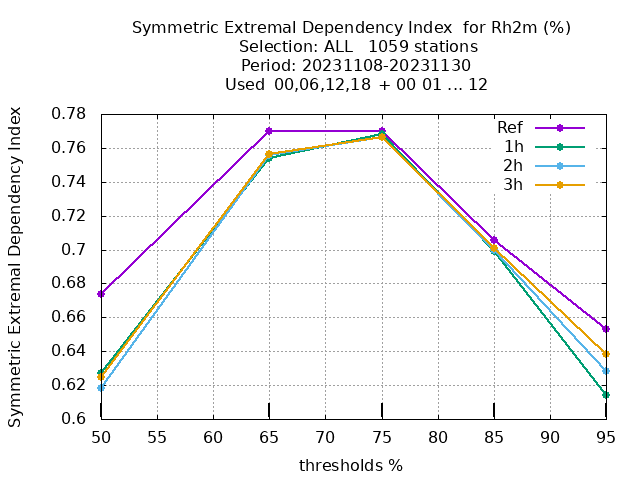 Symmetric Extremal Dependency Index  for Rh2m (%)
Selection: ALL   1059 stations
Period: 20231108-20231130
Used  00,06,12,18  + 00 01 ... 12
Symmetric Extremal Dependency Index
0.78
0.76
0.74
0.72
0.7
0.68
0.66
0.64
0.62
0.6
Ref
1h
2h
3h
50 55 60 65 70 75 80 85 90 95
thresholds %